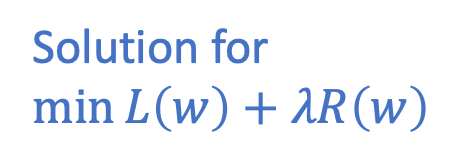 Solution for
min L(w) + λR(w)